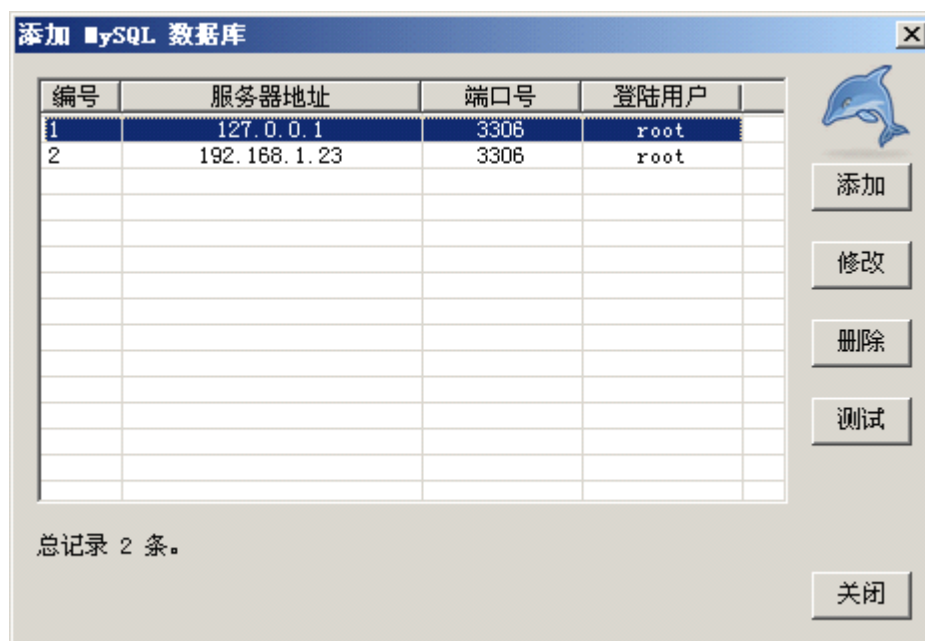 添加 MySQL 数据库
编号 服务器地址 端口号 登陆用户
1 127.0.0.1 3306 root
2 192.168.1.23 3306 root
添加
修改
删除
测试
总记录 2 条。
关闭